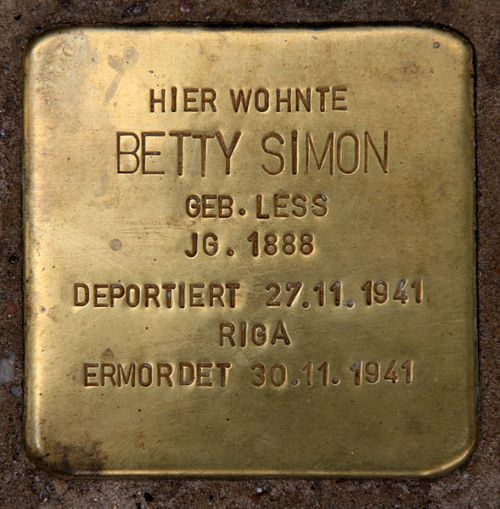 HIER WOHNTE
BETTY SIMON
GEB. LESS
JG. 1888
DEPORTIERT 27.11.1941
RIGA
ERMORDET 30.11.1941